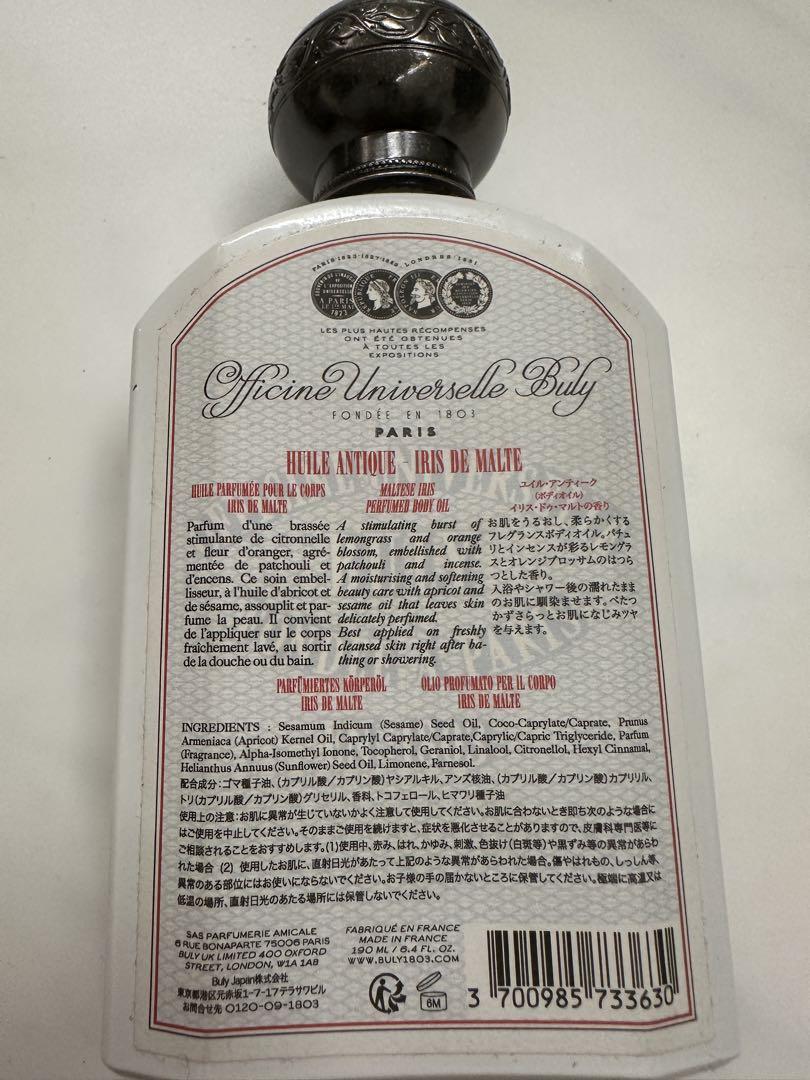 PARIS·1823·1827·1849 LONDRES·1851
LES PLUS HAUTES RÉCOMPENSES
ONT ÉTÉ OBTENUES
À TOUTES LES
EXPOSITIONS
Officine Universelle Buly
FONDÉE EN 1803
PARIS
HUILE ANTIQUE - IRIS DE MALTE
HUILE PARFUMÉE POUR LE CORPS
IRIS DE MALTE
Parfum d'une brassée
stimulante de citronnelle
et fleur d'oranger, agré-
mentée de patchouli et
d'encens. Ce soin embel-
lisseur, à l'huile d'abricot et
de sésame, assouplit et par-
fume la peau. Il convient
de l'appliquer sur le corps
fraîchement lavé, au sortir
de la douche ou du bain.
MALTESE IRIS
PERFUMED BODY OIL
A stimulating burst of
lemongrass and orange
blossom, embellished with
patchouli and incense.
A moisturising and softening
beauty care with apricot and
sesame oil that leaves skin
delicately perfumed.
Best applied on freshly
cleansed skin right after ba-
thing or showering.
ユイル・アンティーク
(ボディオイル)
イリス・ドゥ・マルトの香り
お肌をうるおし、柔らかくする
フレグランスボディオイル。パチュ
リとインセンスが彩るレモングラ
スとオレンジブロッサムのはつら
つとした香り。
入浴やシャワー後の濡れたまま
のお肌に馴染ませます。べたつ
かずさらっとお肌になじみツヤ
を与えます。
PARFÜMIERTES KÖRPERÖL
IRIS DE MALTE
OLIO PROFUMATO PER IL CORPO
IRIS DE MALTE
INGREDIENTS : Sesamum Indicum (Sesame) Seed Oil, Coco-Caprylate/Caprate, Prunus
Armeniaca (Apricot) Kernel Oil, Caprylyl Caprylate/Caprate,Caprylic/Capric Triglyceride, Parfum
(Fragrance), Alpha-Isomethyl Ionone, Tocopherol, Geraniol, Linalool, Citronellol, Hexyl Cinnamal,
Helianthus Annuus (Sunflower) Seed Oil, Limonene, Farnesol.
配合成分:ゴマ種子油、(カプリル酸/カプリン酸)ヤシアルキル、アンズ核油、(カプリル酸/カプリン酸)カプリリル、
トリ(カプリル酸/カプリン酸)グリセリル、香料、トコフェロール、ヒマワリ種子油
使用上の注意:お肌に異常が生じていないかよく注意して使用してください。お肌に合わないとき即ち次のような場合に
はご使用を中止してください。そのままご使用を続けますと、症状を悪化させることがありますので、皮膚科専門医等に
ご相談されることをおすすめします。(1)使用中、赤み、はれ、かゆみ、刺激、色抜け(白斑等)や黒ずみ等の異常があらわ
れた場合 (2) 使用したお肌に、直射日光があたって上記のような異常があらわれた場合。傷やはれもの、しっしん等、
異常のある部位にはお使いにならないでください。お子様の手の届かないところに保管してください。極端に高温又は
低温の場所、直射日光のあたる場所には保管しないでください。
SAS PARFUMERIE AMICALE
6 RUE BONAPARTE 75006 PARIS
BULY UK LIMITED 400 OXFORD
STREET, LONDON, W1A 1AB
Buly Japan株式会社
東京都港区元赤坂1-7-17テラサワビル
お問合せ先 0120-09-1803
FABRIQUÉ EN FRANCE
MADE IN FRANCE
190 ML / 6.4 FL. OZ.
WWW.BULY1803.COM
6M
3 700985 733630